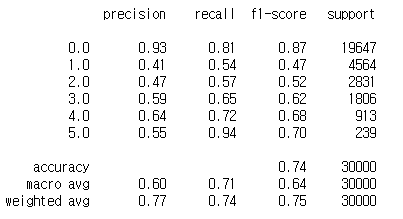 precision recall f1-score support
0.0 0.93 0.81 0.87 19647
1.0 0.41 0.54 0.47 4564
2.0 0.47 0.57 0.52 2831
3.0 0.59 0.65 0.62 1806
4.0 0.64 0.72 0.68 913
5.0 0.55 0.94 0.70 239
accuracy 0.74 30000
macro avg 0.60 0.71 0.64 30000
weighted avg 0.77 0.74 0.75 30000